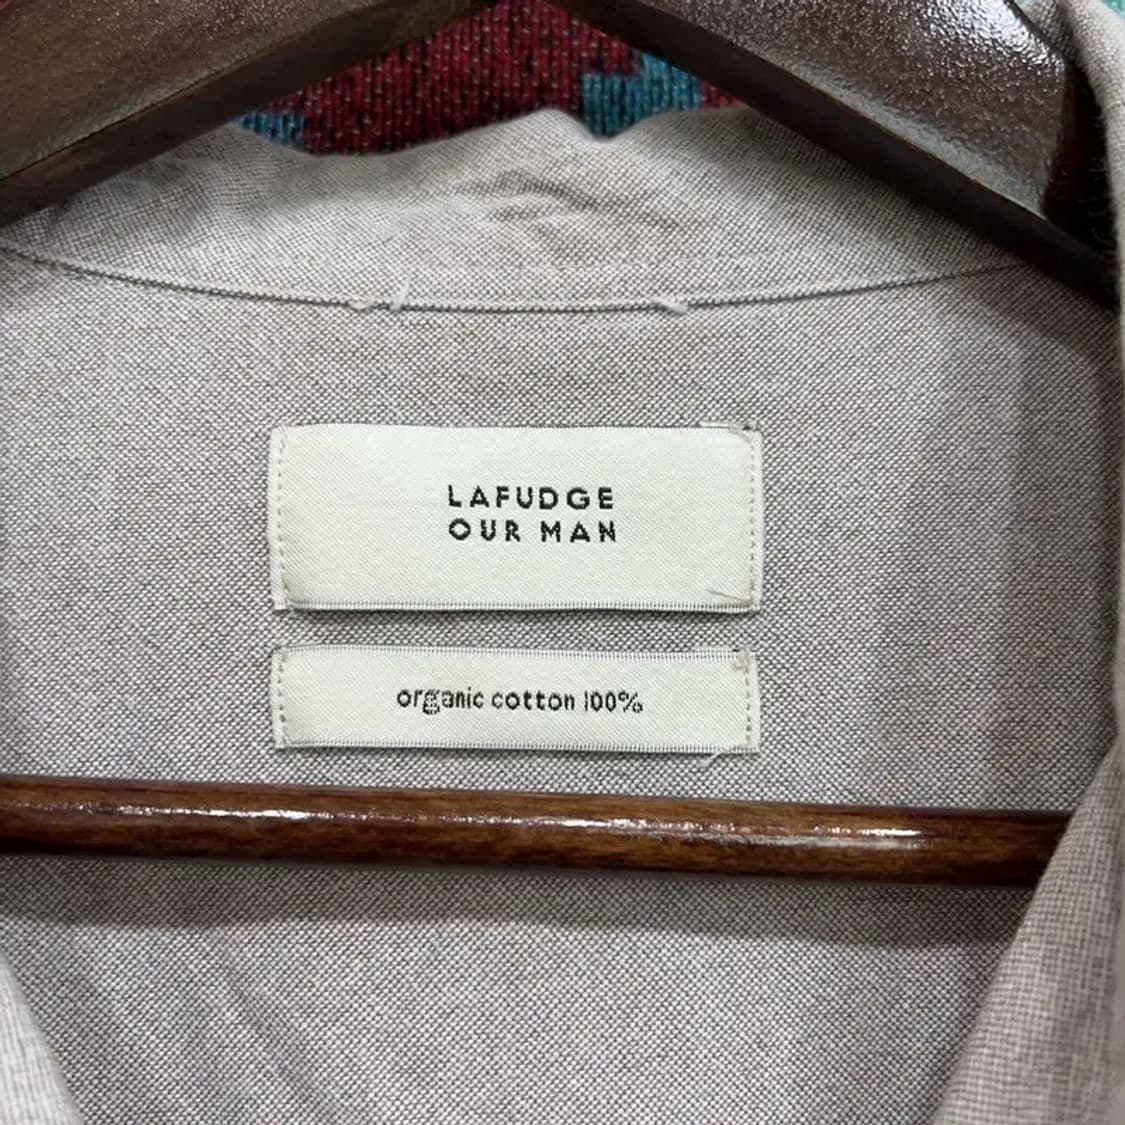 LAFUDGE
OUR MAN
organic cotton 100%